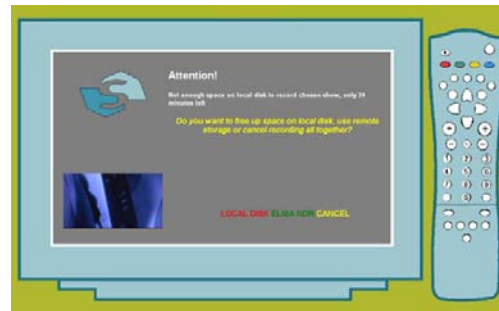 Attention!
Not enough space on local disk to record chosen show, only 24
minutes left
Do you want to free up space on local disk, use remote
storage or cancel recording all together?
LOCAL DISK ELISA NDR CANCEL